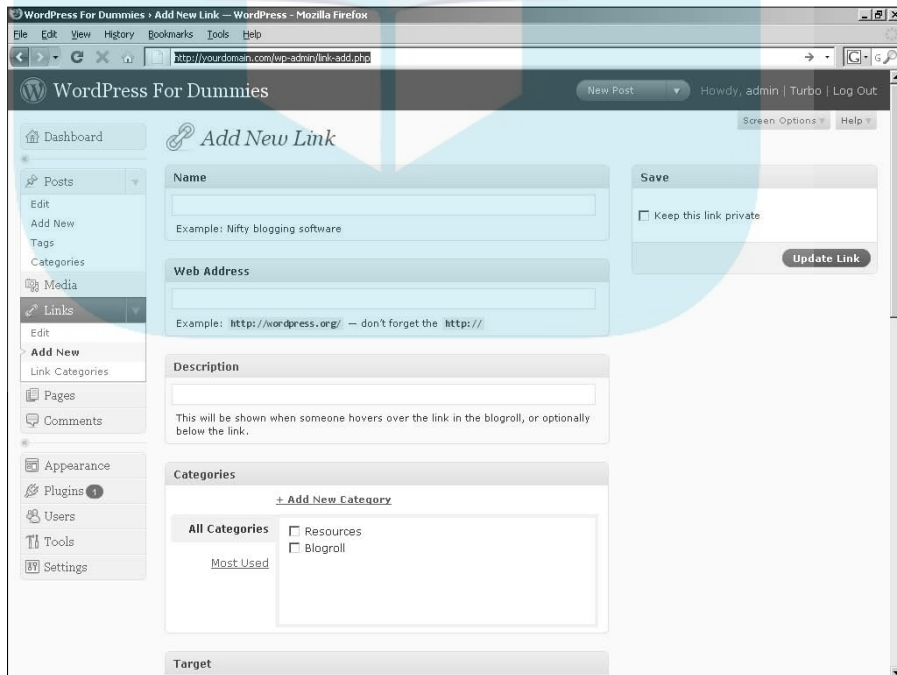 WordPress For Dummies › Add New Link — WordPress - Mozilla Firefox
File Edit View History Bookmarks Tools Help
http://yourdomain.com/wp-admin/link-add.php
WordPress For Dummies
New Post
Howdy, admin | Turbo | Log Out
Screen Options
Help
Dashboard
Posts
Edit
Add New
Tags
Categories
Media
Links
Edit
Add New
Link Categories
Pages
Comments
Appearance
Plugins 1
Users
Tools
Settings
Add New Link
Name
Example: Nifty blogging software
Web Address
Example: http://wordpress.org/ — don't forget the http://
Description
This will be shown when someone hovers over the link in the blogroll, or optionally
below the link.
Categories
+ Add New Category
All Categories
Most Used
Resources
Blogroll
Target
Save
Keep this link private
Update Link